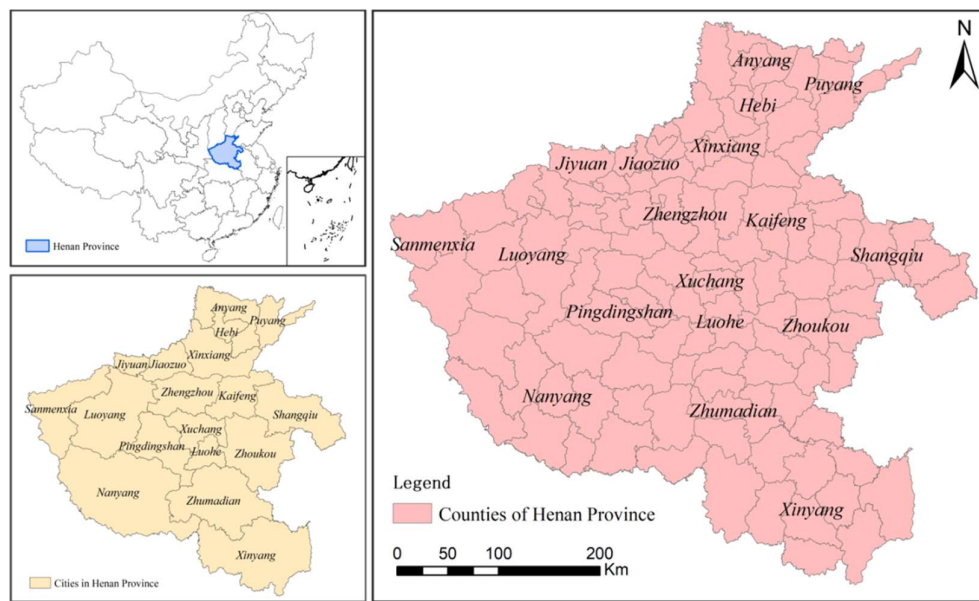 Henan Province
Anyang
Puyang
Hebi
Xinxiang
Jiyuan
Jiaozuo
Zhengzhou
Kaifeng
Sanmenxia
Luoyang
Shangqiu
Xuchang
Pingdingshan
Luohe
Zhoukou
Nanyang
Zhumadian
Xinyang
Cities in Henan Province
N
Anyang
Puyang
Hebi
Xinxiang
Jiyuan
Jiaozuo
Zhengzhou
Kaifeng
Sanmenxia
Luoyang
Shangqiu
Xuchang
Pingdingshan
Luohe
Zhoukou
Nanyang
Zhumadian
Xinyang
Legend
Counties of Henan Province
0 50 100 200
Km